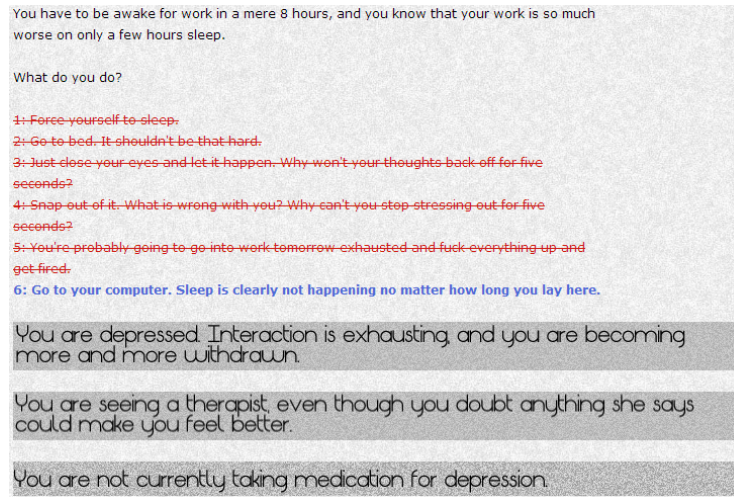 You have to be awake for work in a mere 8 hours, and you know that your work is so much
worse on only a few hours sleep.
What do you do?
1: Force yourself to sleep.
2: Go to bed. It shouldn't be that hard.
3: Just close your eyes and let it happen. Why won't your thoughts back off for five
seconds?
4: Snap out of it. What is wrong with you? Why can't you stop stressing out for five
seconds?
5: You're probably going to go into work tomorrow exhausted and fuck everything up and
get fired.
6: Go to your computer. Sleep is clearly not happening no matter how long you lay here.
You are depressed. Interaction is exhausting, and you are becoming
more and more withdrawn.
You are seeing a therapist, even though you doubt anything she says
could make you feel better.
You are not currently taking medication for depression.